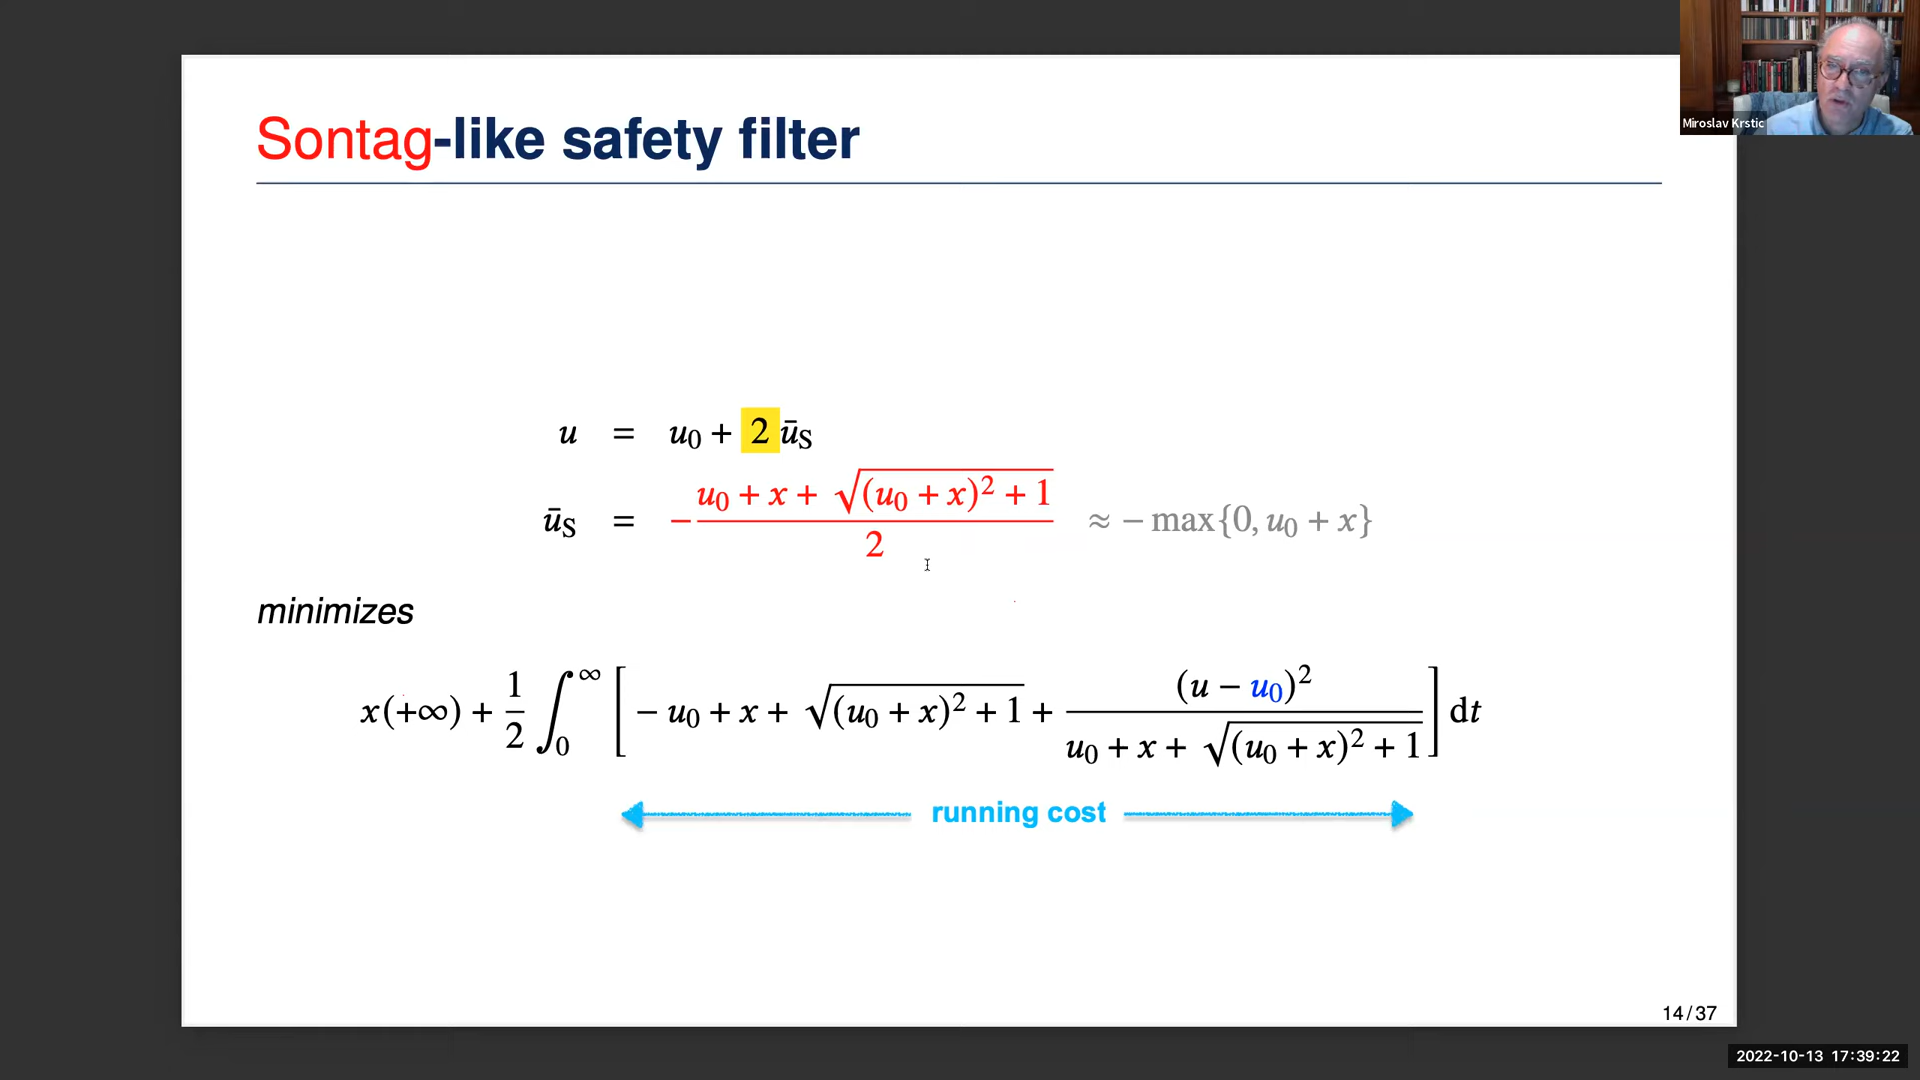 Miroslav Krstic
Sontag-like safety filter
u = u₀ + 2 ūₛ
ūₛ = − (u₀ + x + √((u₀ + x)² + 1)) / 2 ≈ − max{0, u₀ + x}
minimizes
x(+∞) + 1/2 ∫₀^∞ [ − u₀ + x + √((u₀ + x)² + 1) + (u − u₀)² / (u₀ + x + √((u₀ + x)² + 1)) ] dt
running cost
14/37
2022-10-13 17:39:22